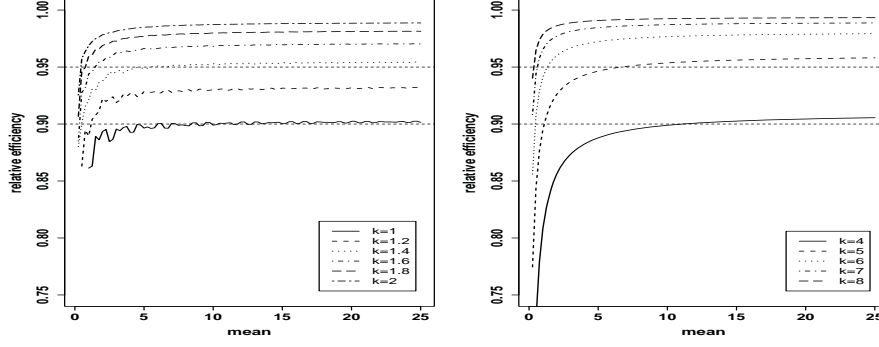 relative efficiency
1.00
0.95
0.90
0.85
0.80
0.75
k=1
k=1.2
k=1.4
k=1.6
k=1.8
k=2
0 5 10 15 20 25
mean
relative efficiency
1.00
0.95
0.90
0.85
0.80
0.75
k=4
k=5
k=6
k=7
k=8
0 5 10 15 20 25
mean